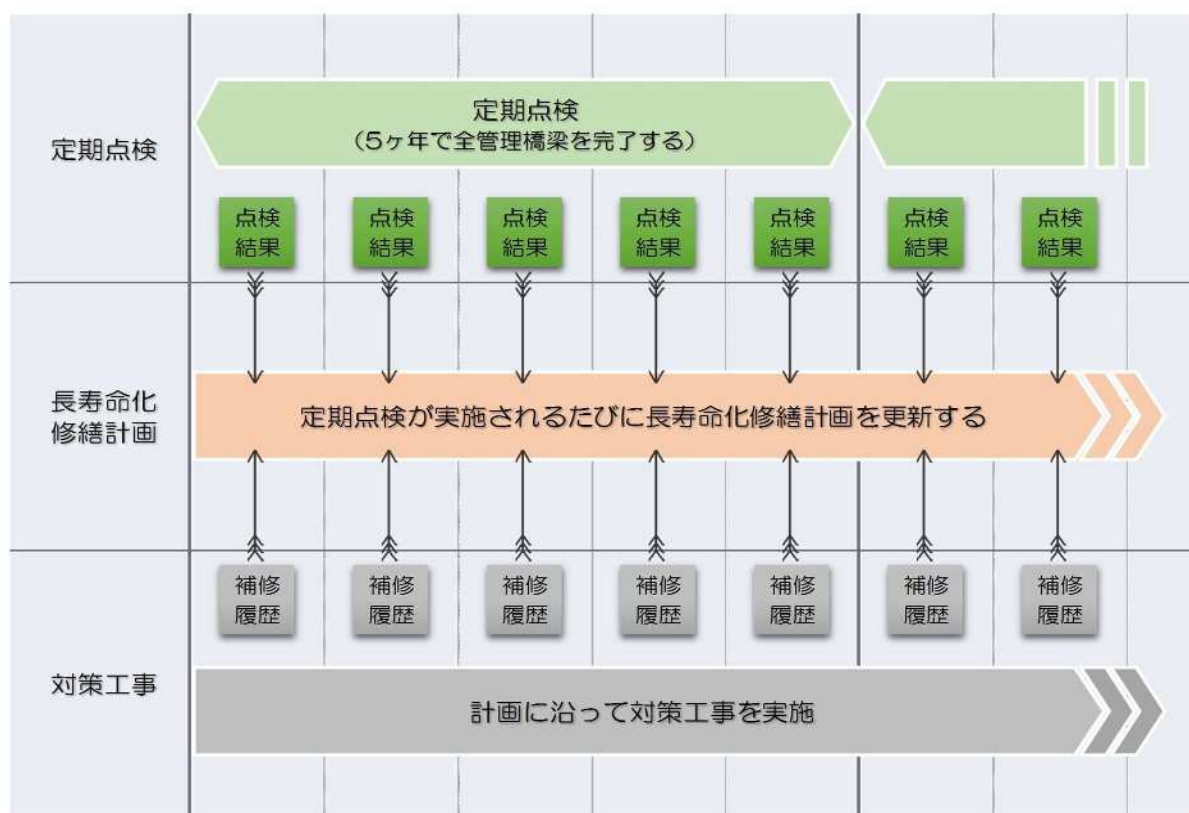 定期点検
定期点検
（5ヶ年で全管理橋梁を完了する）
点検
結果
点検
結果
点検
結果
点検
結果
点検
結果
点検
結果
点検
結果
長寿命化
修繕計画
定期点検が実施されるたびに長寿命化修繕計画を更新する
補修
履歴
補修
履歴
補修
履歴
補修
履歴
補修
履歴
補修
履歴
補修
履歴
対策工事
計画に沿って対策工事を実施